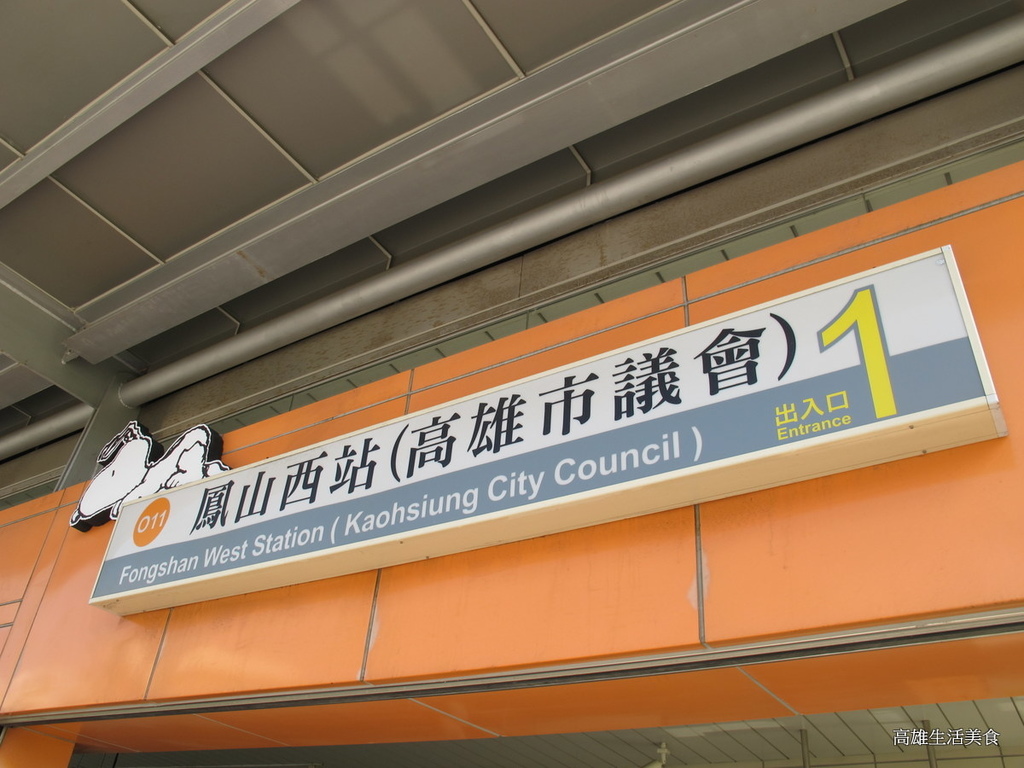 O11 鳳山西站(高雄市議會)
Fongshan West Station ( Kaohsiung City Council )
出入口
Entrance
1
高雄生活美食